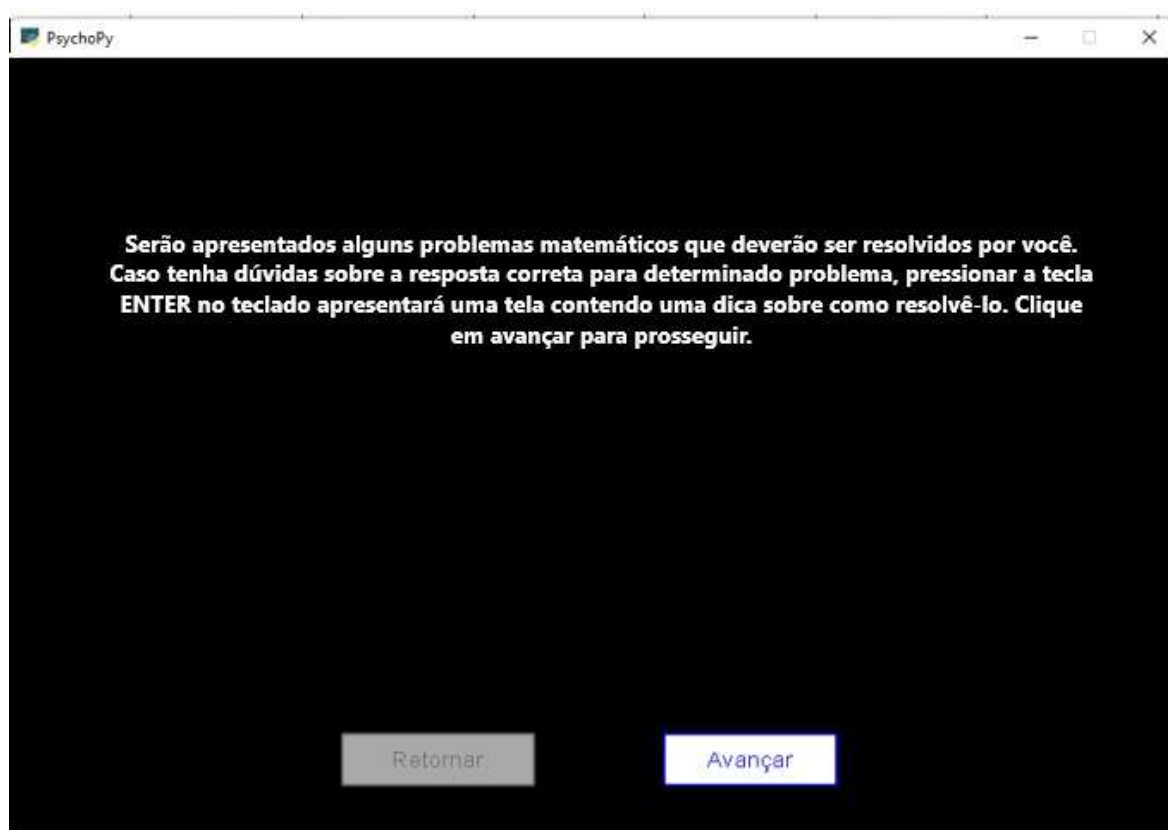 PsychoPy
Serão apresentados alguns problemas matemáticos que deverão ser resolvidos por você.
Caso tenha dúvidas sobre a resposta correta para determinado problema, pressionar a tecla
ENTER no teclado apresentará uma tela contendo uma dica sobre como resolvê-lo. Clique
em avançar para prosseguir.
Retornar
Avançar